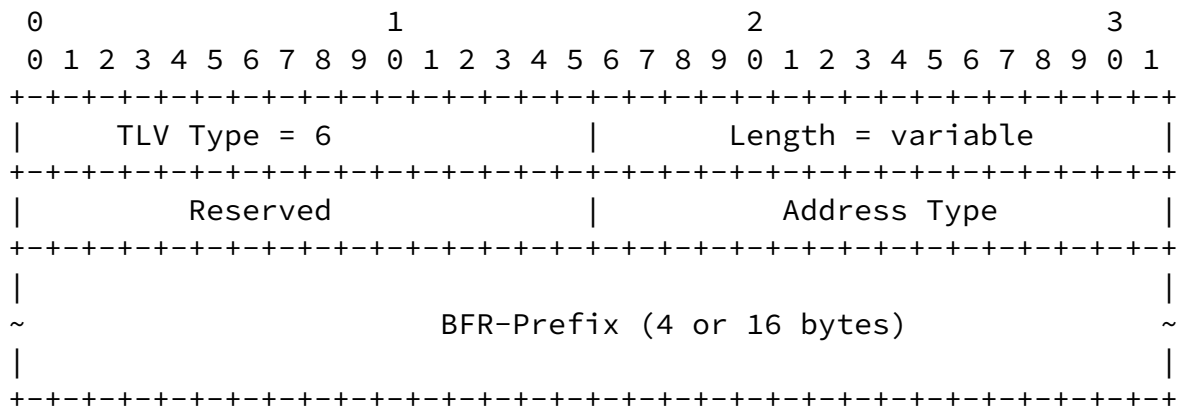 0                   1                   2                   3
 0 1 2 3 4 5 6 7 8 9 0 1 2 3 4 5 6 7 8 9 0 1 2 3 4 5 6 7 8 9 0 1
+-+-+-+-+-+-+-+-+-+-+-+-+-+-+-+-+-+-+-+-+-+-+-+-+-+-+-+-+-+-+-+-+
|     TLV Type = 6              |       Length = variable       |
+-+-+-+-+-+-+-+-+-+-+-+-+-+-+-+-+-+-+-+-+-+-+-+-+-+-+-+-+-+-+-+-+
|         Reserved              |          Address Type         |
+-+-+-+-+-+-+-+-+-+-+-+-+-+-+-+-+-+-+-+-+-+-+-+-+-+-+-+-+-+-+-+-+
|                                                               |
~                       BFR-Prefix (4 or 16 bytes)              ~
|                                                               |
+-+-+-+-+-+-+-+-+-+-+-+-+-+-+-+-+-+-+-+-+-+-+-+-+-+-+-+-+-+-+-+-+